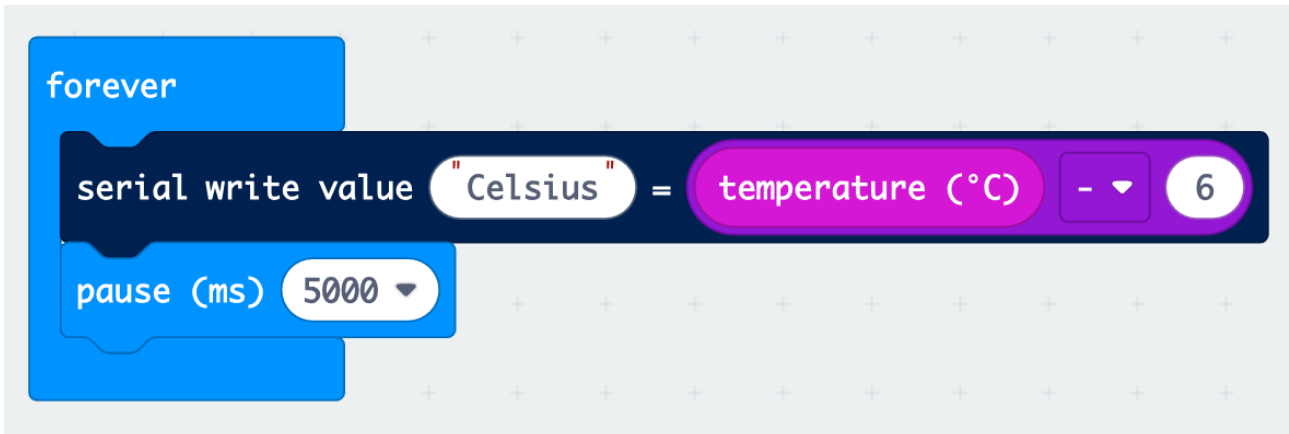 forever
serial write value "Celsius" = temperature (°C) - 6
pause (ms) 5000